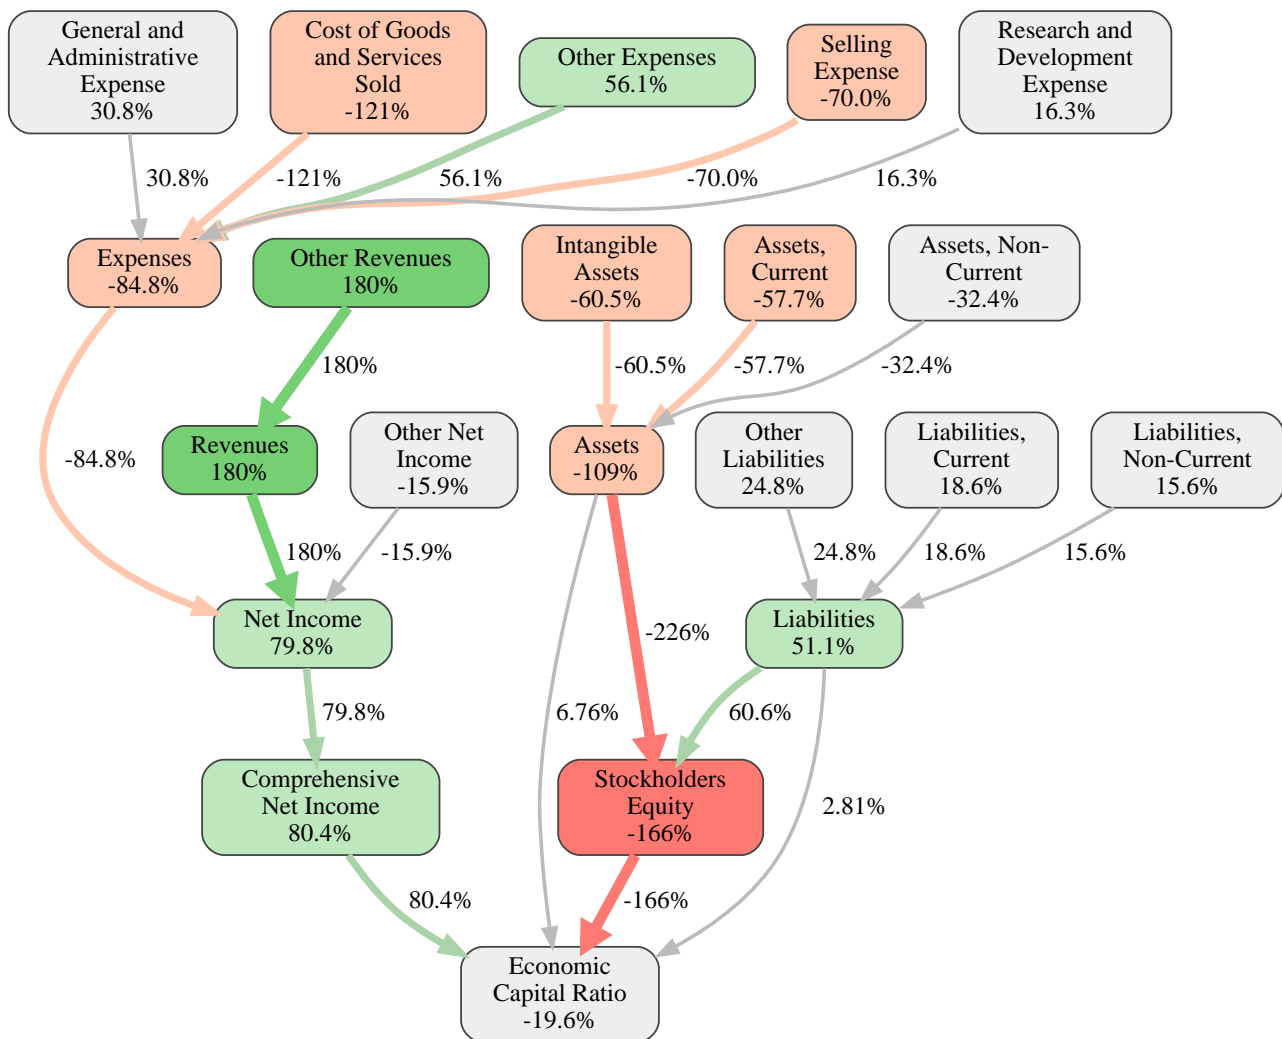 General and
Administrative
Expense
30.8%
Cost of Goods
and Services
Sold
-121%
Other Expenses
56.1%
Selling
Expense
-70.0%
Research and
Development
Expense
16.3%
30.8%
-121%
56.1%
-70.0%
16.3%
Expenses
-84.8%
Other Revenues
180%
Intangible
Assets
-60.5%
Assets,
Current
-57.7%
Assets, Non-
Current
-32.4%
180%
-60.5%
-57.7%
-32.4%
-84.8%
Revenues
180%
Other Net
Income
-15.9%
Assets
-109%
Other
Liabilities
24.8%
Liabilities,
Current
18.6%
Liabilities,
Non-Current
15.6%
180%
-15.9%
24.8%
18.6%
15.6%
Net Income
79.8%
-226%
Liabilities
51.1%
79.8%
6.76%
60.6%
Comprehensive
Net Income
80.4%
Stockholders
Equity
-166%
2.81%
80.4%
-166%
Economic
Capital Ratio
-19.6%